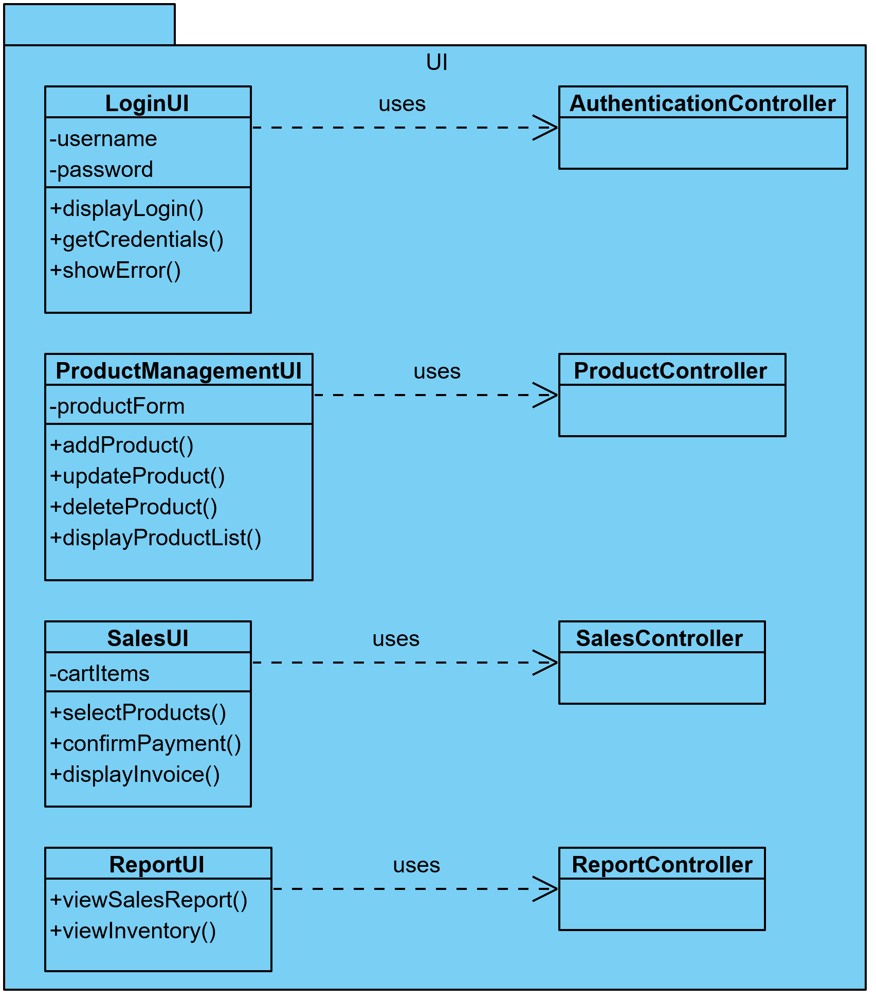 UI
LoginUI
-username
-password
+displayLogin()
+getCredentials()
+showError()
uses
AuthenticationController
ProductManagementUI
-productForm
+addProduct()
+updateProduct()
+deleteProduct()
+displayProductList()
uses
ProductController
SalesUI
-cartItems
+selectProducts()
+confirmPayment()
+displayInvoice()
uses
SalesController
ReportUI
+viewSalesReport()
+viewInventory()
uses
ReportController